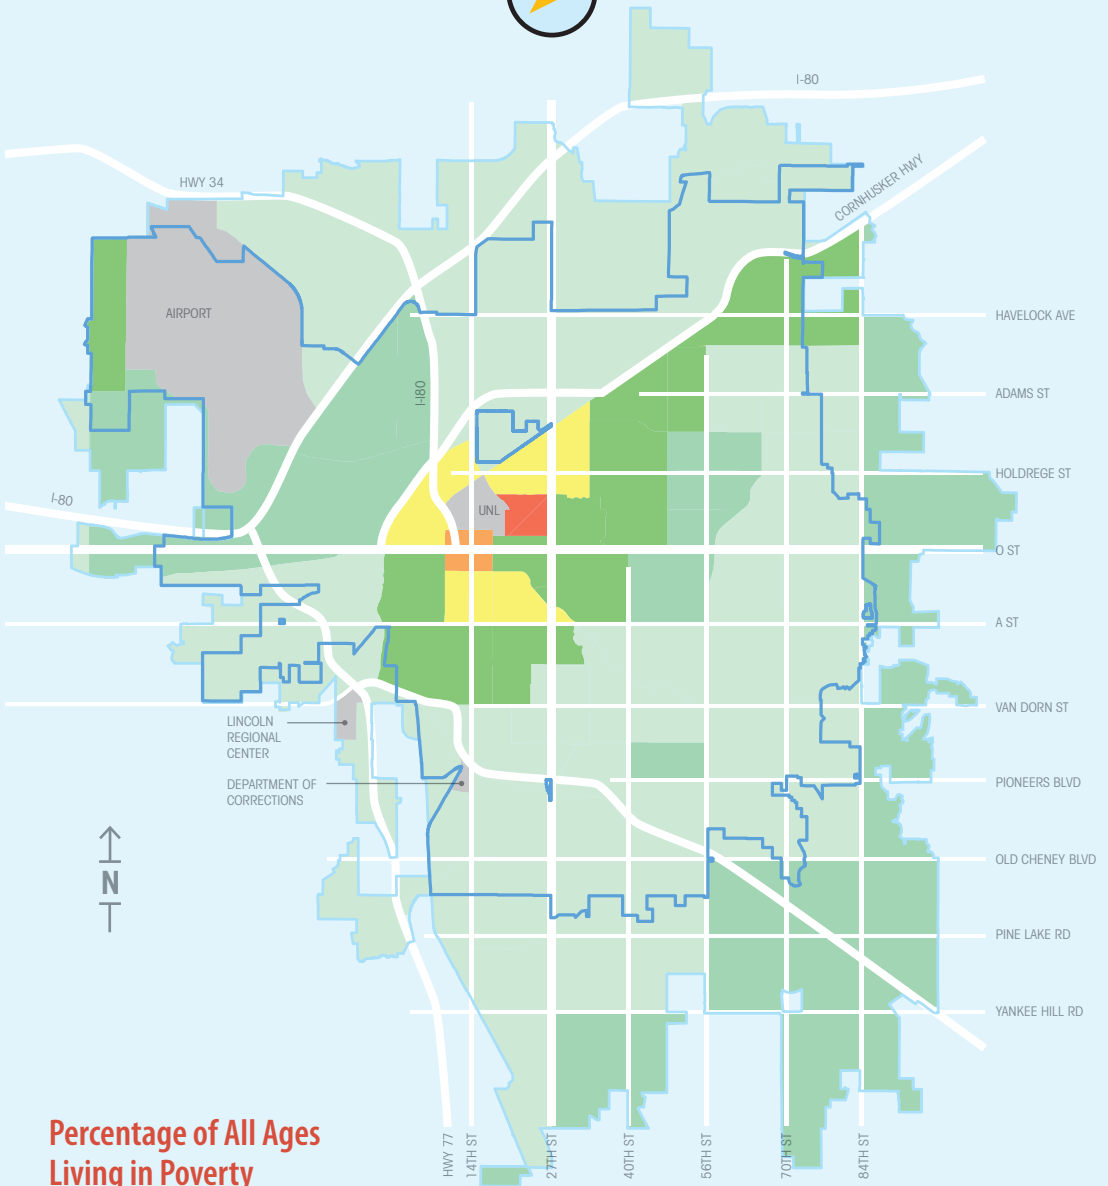 I-80
HWY 34
CORNHUSKER HWY
AIRPORT
HAVELOCK AVE
I-180
ADAMS ST
HOLDREGE ST
I-80
UNL
O ST
A ST
VAN DORN ST
LINCOLN
REGIONAL
CENTER
PIONEERS BLVD
DEPARTMENT OF
CORRECTIONS
OLD CHENEY BLVD
N
PINE LAKE RD
YANKEE HILL RD
Percentage of All Ages
Living in Poverty
HWY 77
14TH ST
27TH ST
40TH ST
56TH ST
70TH ST
84TH ST